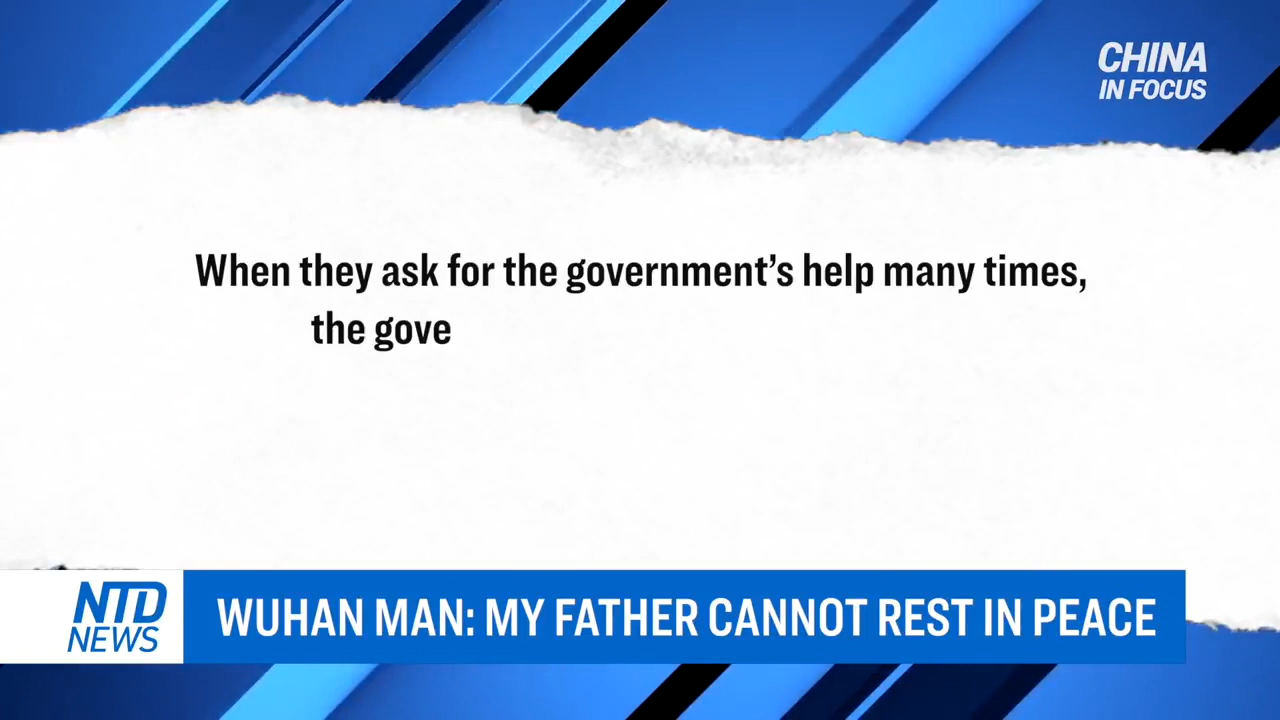 CHINA
IN FOCUS
When they ask for the government’s help many times,
the gove
NTD
NEWS
WUHAN MAN: MY FATHER CANNOT REST IN PEACE